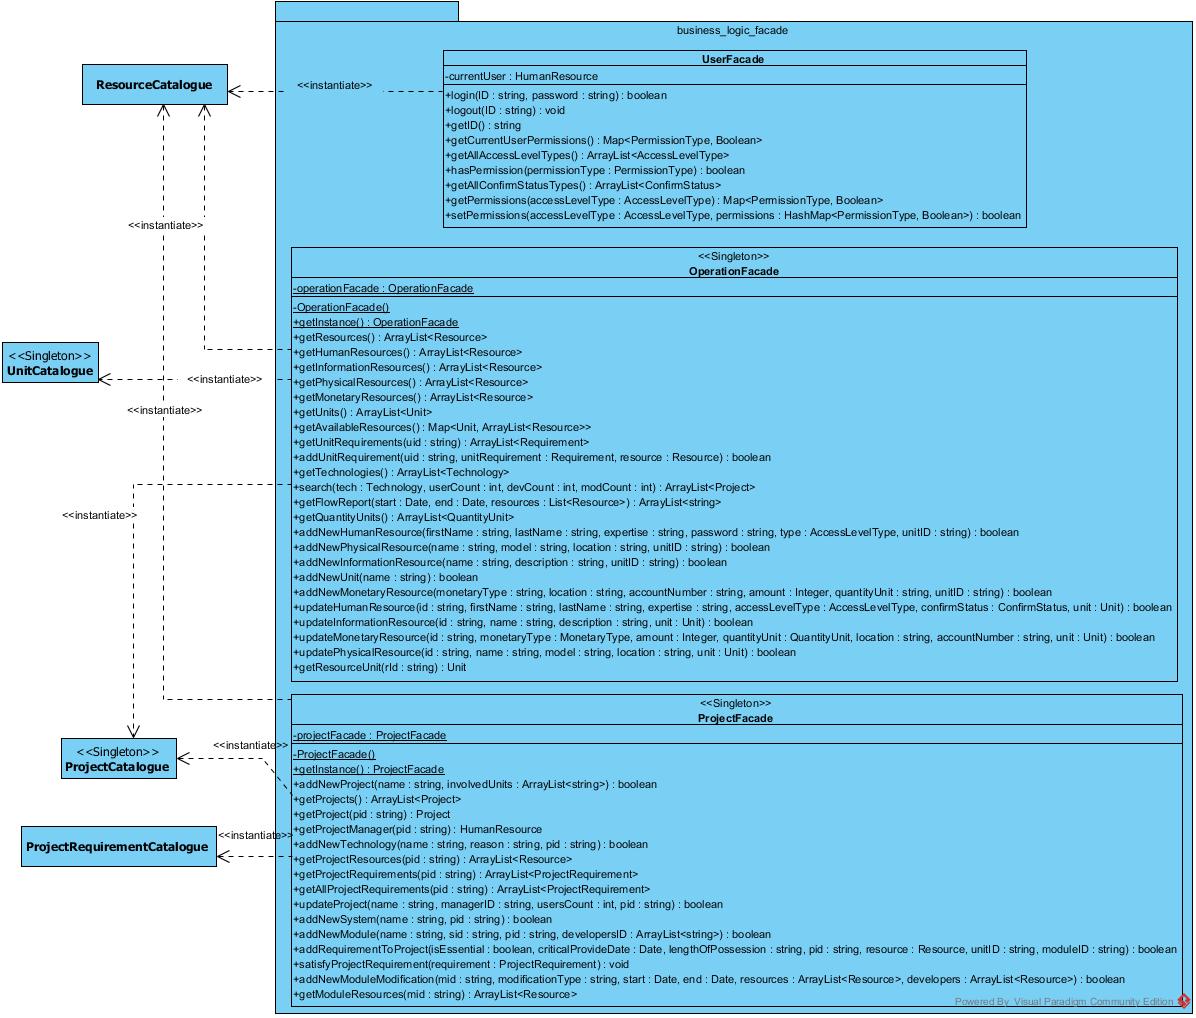 business_logic_facade
UserFacade
-currentUser : HumanResource
+login(ID : string, password : string) : boolean
+logout(ID : string) : void
+getID() : string
+getCurrentUserPermissions() : Map<PermissionType, Boolean>
+getAllAccessLevelTypes() : ArrayList<AccessLevelType>
+hasPermission(permissionType : PermissionType) : boolean
+getAllConfirmStatusTypes() : ArrayList<ConfirmStatus>
+getPermissions(accessLevelType : AccessLevelType) : Map<PermissionType, Boolean>
+setPermissions(accessLevelType : AccessLevelType, permissions : HashMap<PermissionType, Boolean>) : boolean
<<instantiate>>
ResourceCatalogue
<<instantiate>>
<<Singleton>>
OperationFacade
-operationFacade : OperationFacade
-OperationFacade()
+getInstance() : OperationFacade
+getResources() : ArrayList<Resource>
+getHumanResources() : ArrayList<Resource>
+getInformationResources() : ArrayList<Resource>
+getPhysicalResources() : ArrayList<Resource>
+getMonetaryResources() : ArrayList<Resource>
+getUnits() : ArrayList<Unit>
+getAvailableResources() : Map<Unit, ArrayList<Resource>>
+getUnitRequirements(uid : string) : ArrayList<Requirement>
+addUnitRequirement(uid : string, unitRequirement : Requirement, resource : Resource) : boolean
+getTechnologies() : ArrayList<Technology>
+search(tech : Technology, userCount : int, devCount : int, modCount : int) : ArrayList<Project>
+getFlowReport(start : Date, end : Date, resources : List<Resource>) : ArrayList<string>
+getQuantityUnits() : ArrayList<QuantityUnit>
+addNewHumanResource(firstName : string, lastName : string, expertise : string, password : string, type : AccessLevelType, unitID : string) : boolean
+addNewPhysicalResource(name : string, model : string, location : string, unitID : string) : boolean
+addNewInformationResource(name : string, description : string, unitID : string) : boolean
+addNewUnit(name : string) : boolean
+addNewMonetaryResource(monetaryType : string, location : string, accountNumber : string, amount : Integer, quantityUnit : string, unitID : string) : boolean
+updateHumanResource(id : string, firstName : string, lastName : string, expertise : string, accessLevelType : AccessLevelType, confirmStatus : ConfirmStatus, unit : Unit) : boolean
+updateInformationResource(id : string, name : string, description : string, unit : Unit) : boolean
+updateMonetaryResource(id : string, monetaryType : MonetaryType, amount : Integer, quantityUnit : QuantityUnit, location : string, accountNumber : string, unit : Unit) : boolean
+updatePhysicalResource(id : string, name : string, model : string, location : string, unit : Unit) : boolean
+getResourceUnit(rId : string) : Unit
<<Singleton>>
UnitCatalogue
<<instantiate>>
<<instantiate>>
<<instantiate>>
<<Singleton>>
ProjectFacade
-projectFacade : ProjectFacade
-ProjectFacade()
+getInstance() : ProjectFacade
+addNewProject(name : string, involvedUnits : ArrayList<string>) : boolean
+getProjects() : ArrayList<Project>
+getProject(pid : string) : Project
+getProjectManager(pid : string) : HumanResource
+addNewTechnology(name : string, reason : string, pid : string) : boolean
+getProjectResources(pid : string) : ArrayList<Resource>
+getProjectRequirements(pid : string) : ArrayList<ProjectRequirement>
+getAllProjectRequirements(pid : string) : ArrayList<ProjectRequirement>
+updateProject(name : string, managerID : string, usersCount : int, pid : string) : boolean
+addNewSystem(name : string, pid : string) : boolean
+addNewModule(name : string, sid : string, pid : string, developersID : ArrayList<string>) : boolean
+addRequirementToProject(isEssential : boolean, criticalProvideDate : Date, lengthOfPossession : string, pid : string, resource : Resource, unitID : string, moduleID : string) : boolean
+satisfyProjectRequirement(requirement : ProjectRequirement) : void
+addNewModuleModification(mid : string, modificationType : string, start : Date, end : Date, resources : ArrayList<Resource>, developers : ArrayList<Resource>) : boolean
+getModuleResources(mid : string) : ArrayList<Resource>
<<instantiate>>
<<Singleton>>
ProjectCatalogue
<<instantiate>>
ProjectRequirementCatalogue
Powered By Visual Paradigm Community Edition